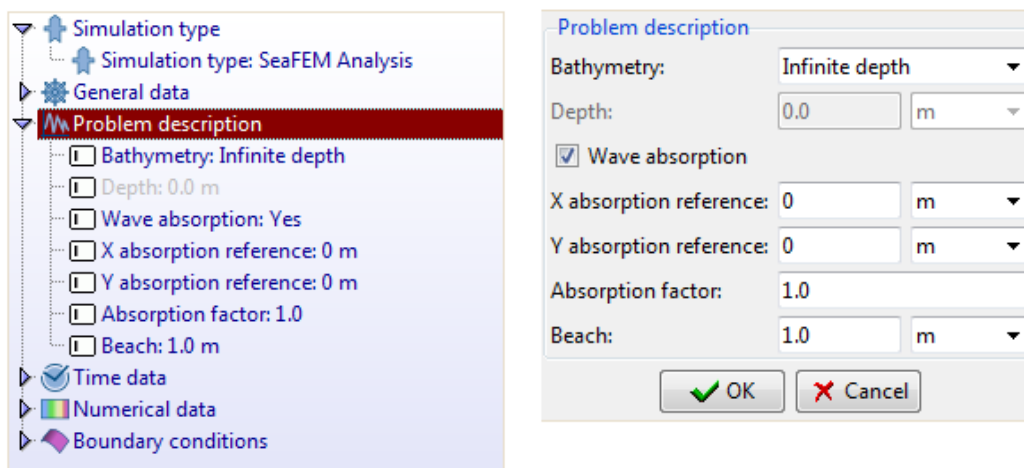 Simulation type
Simulation type: SeaFEM Analysis
General data
Problem description
Bathymetry: Infinite depth
Depth: 0.0 m
Wave absorption: Yes
X absorption reference: 0 m
Y absorption reference: 0 m
Absorption factor: 1.0
Beach: 1.0 m
Time data
Numerical data
Boundary conditions
Problem description
Bathymetry: Infinite depth
Depth: 0.0 m
Wave absorption
X absorption reference: 0 m
Y absorption reference: 0 m
Absorption factor: 1.0
Beach: 1.0 m
OK Cancel